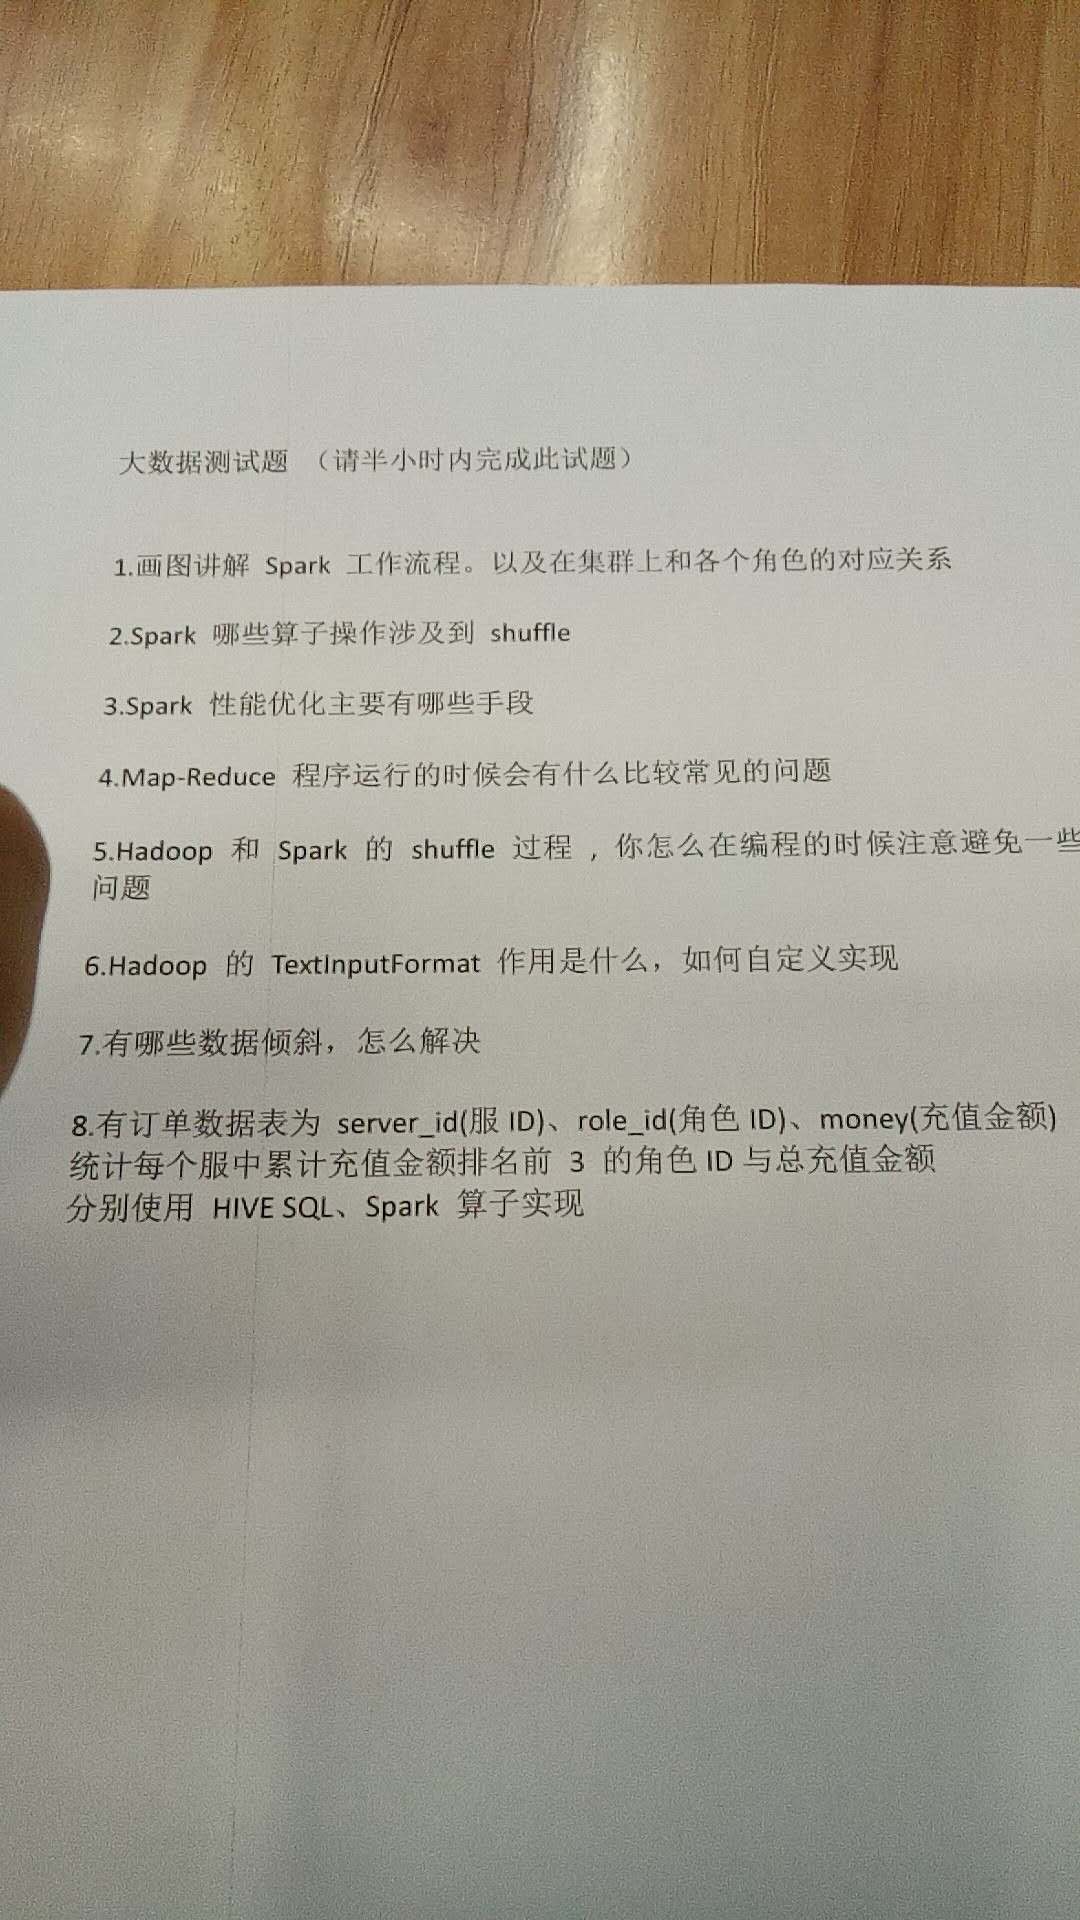 大数据测试题 （请半小时内完成此试题）
1.画图讲解 Spark 工作流程。以及在集群上和各个角色的对应关系
2.Spark 哪些算子操作涉及到 shuffle
3.Spark 性能优化主要有哪些手段
4.Map-Reduce 程序运行的时候会有什么比较常见的问题
5.Hadoop 和 Spark 的 shuffle 过程 , 你怎么在编程的时候注意避免一些
问题
6.Hadoop 的 TextInputFormat 作用是什么，如何自定义实现
7.有哪些数据倾斜，怎么解决
8.有订单数据表为 server_id(服 ID)、role_id(角色 ID)、money(充值金额)
统计每个服中累计充值金额排名前 3 的角色 ID 与总充值金额
分别使用 HIVE SQL、Spark 算子实现